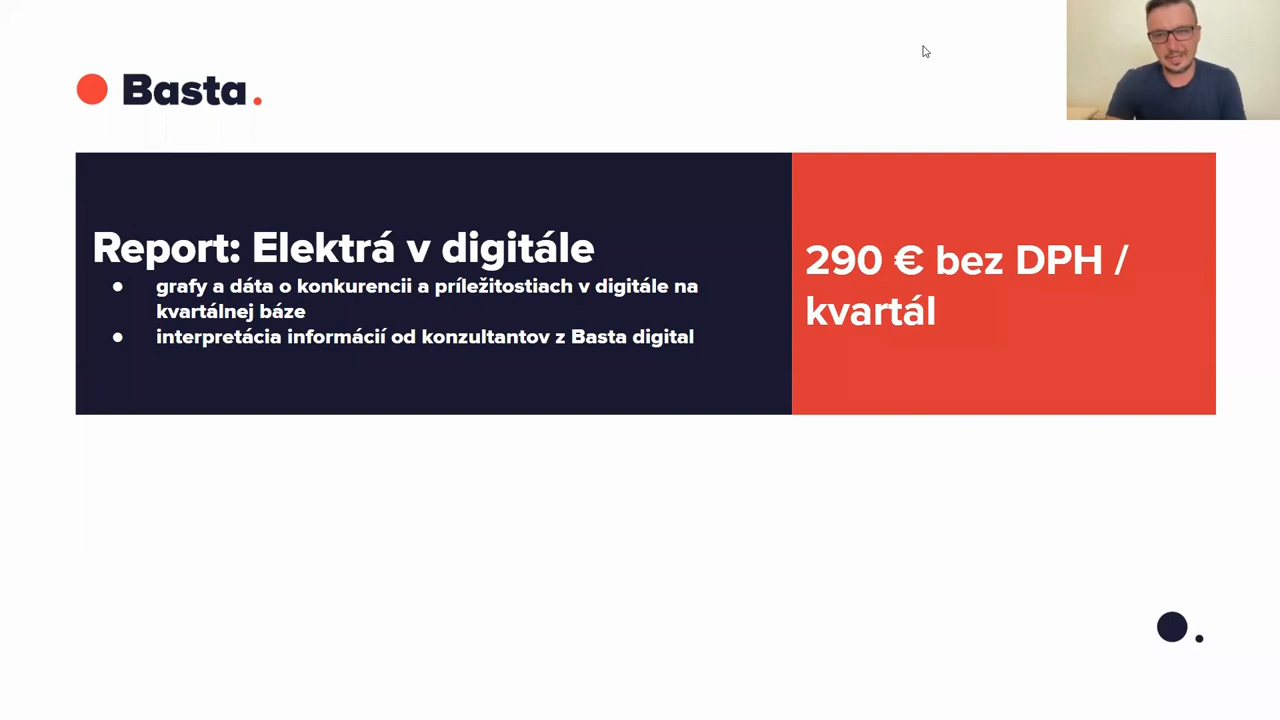 Basta.
Report: Elektrá v digitále
● grafy a dáta o konkurencii a príležitostiach v digitále na
kvartálnej báze
● interpretácia informácií od konzultantov z Basta digital
290 € bez DPH /
kvartál